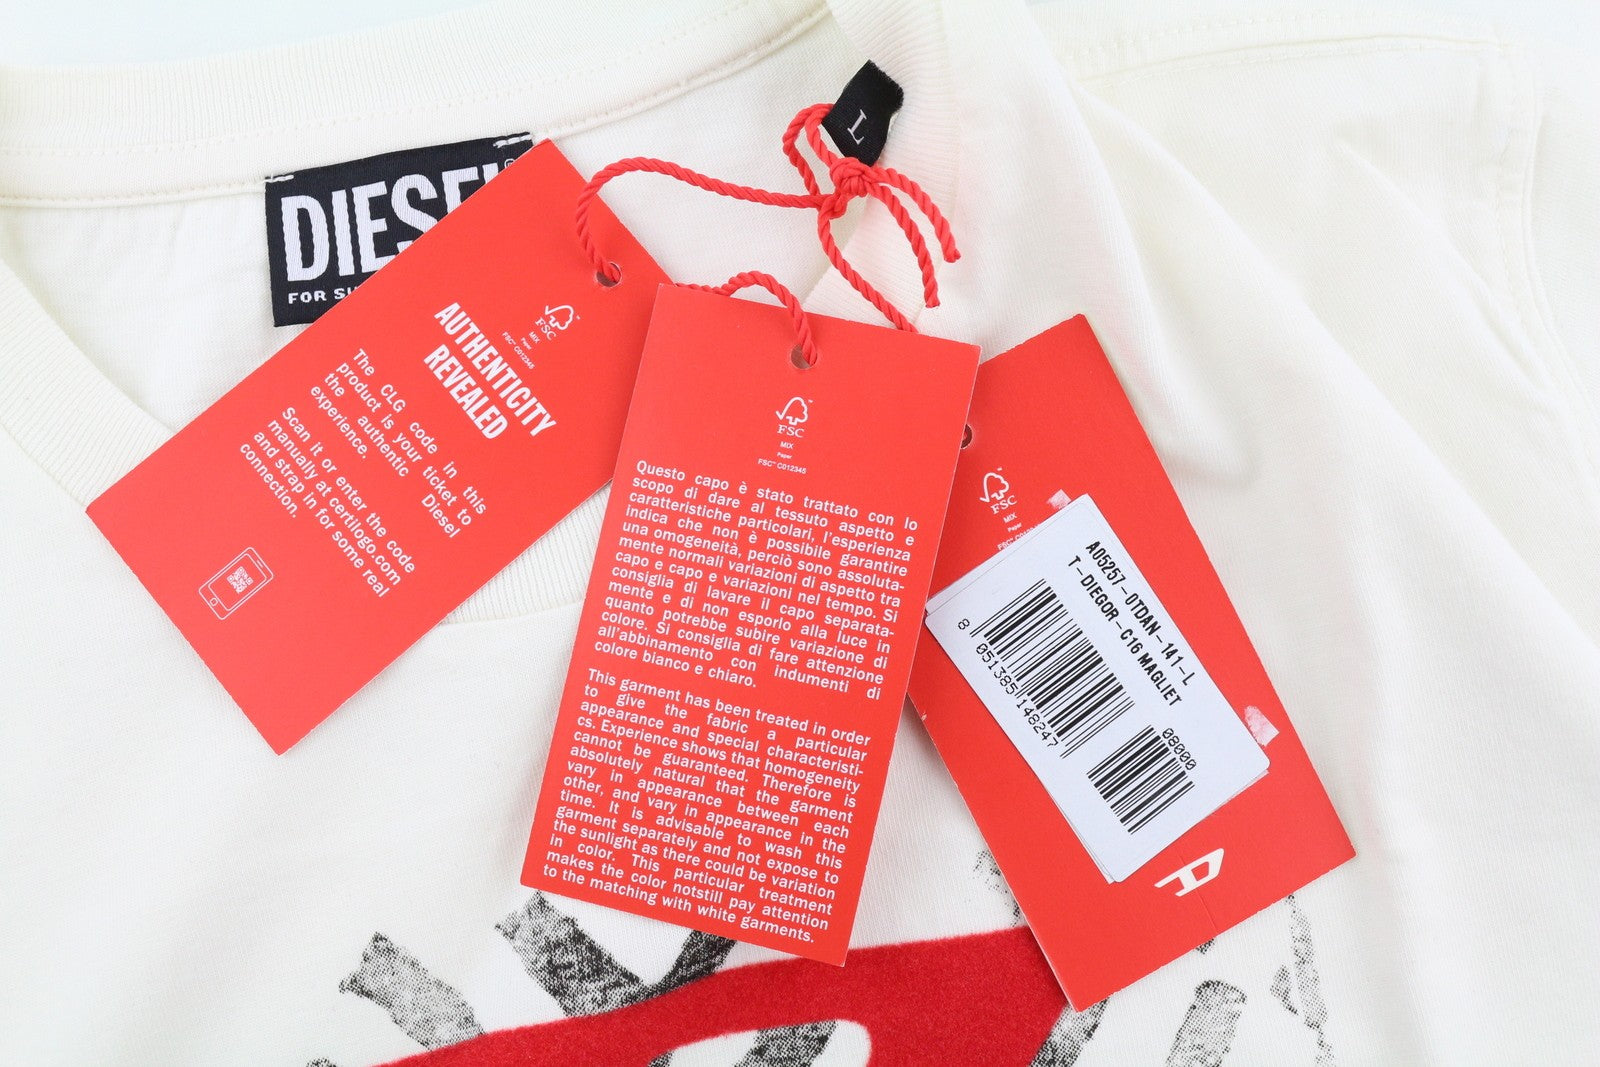 DIESEL
FOR SU
L
FSC
MIX
Paper
FSC™ C012345
AUTHENTICITY
REVEALED
The CLG code in this
product is your ticket to
the authentic Diesel
experience.
Scan it or enter the code
manually at certilogo.com
and strap in for some real
connection.
FSC
MIX
Paper
FSC™ C012345
Questo capo è stato trattato con lo
scopo di dare al tessuto aspetto e
caratteristiche particolari, l'esperienza
indica che non è possibile garantire
una omogeneità, perciò sono assoluta-
mente normali variazioni di aspetto tra
capo e capo e variazioni nel tempo. Si
consiglia di lavare il capo separata-
mente e di non esporlo alla luce in
quanto potrebbe subire variazione di
colore. Si consiglia di fare attenzione
all'abbinamento con indumenti di
colore bianco e chiaro.
This garment has been treated in order
to give the fabric a particular
appearance and special characteristi-
cs. Experience shows that homogeneity
cannot be guaranteed. Therefore is
absolutely natural that the garment
vary in appearance between each
other, and vary in appearance in the
time. It is advisable to wash this
garment separately and not expose to
the sunlight as there could be variation
in color. This particular treatment
makes the color notstill pay attention
to the matching with white garments.
FSC
MIX
Paper
A05257-0TDAN-141-L
T-DIEGOR-C16 MAGLIET
8 051385 148247
08000